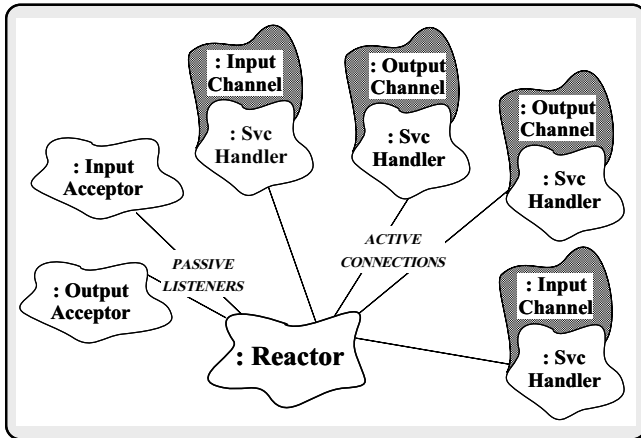 : Input
Channel
: Svc
Handler
: Output
Channel
: Svc
Handler
: Output
Channel
: Svc
Handler
: Input
Acceptor
PASSIVE
LISTENERS
ACTIVE
CONNECTIONS
: Output
Acceptor
: Reactor
: Input
Channel
: Svc
Handler